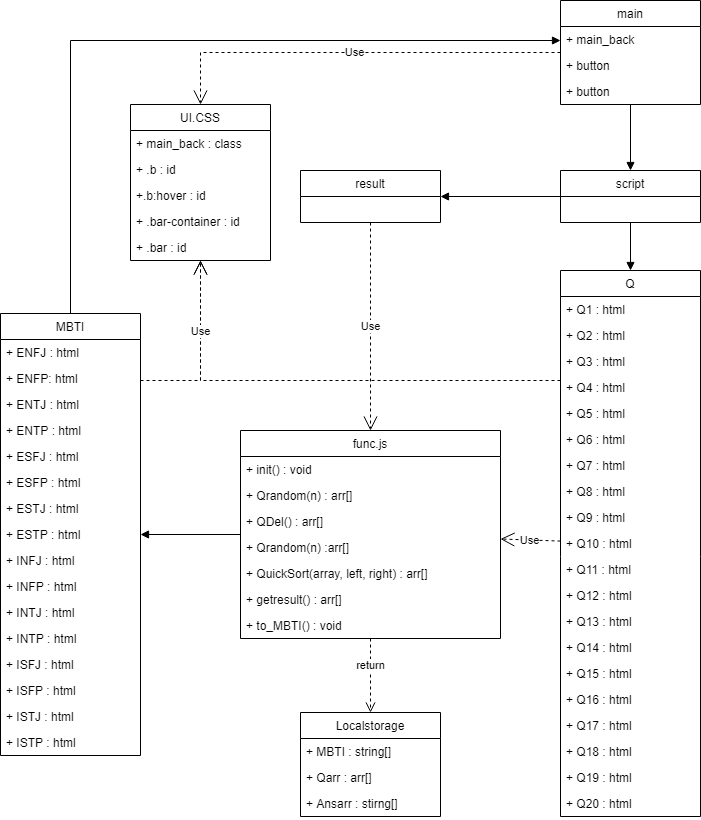 main
+ main_back
+ button
+ button
Use
UI.CSS
+ main_back : class
+ .b : id
+.b:hover : id
+ .bar-container : id
+ .bar : id
result
script
Use
Use
MBTI
+ ENFJ : html
+ ENFP: html
+ ENTJ : html
+ ENTP : html
+ ESFJ : html
+ ESFP : html
+ ESTJ : html
+ ESTP : html
+ INFJ : html
+ INFP : html
+ INTJ : html
+ INTP : html
+ ISFJ : html
+ ISFP : html
+ ISTJ : html
+ ISTP : html
func.js
+ init() : void
+ Qrandom(n) : arr[]
+ QDel() : arr[]
+ Qrandom(n) :arr[]
+ QuickSort(array, left, right) : arr[]
+ getresult() : arr[]
+ to_MBTI() : void
Use
Q
+ Q1 : html
+ Q2 : html
+ Q3 : html
+ Q4 : html
+ Q5 : html
+ Q6 : html
+ Q7 : html
+ Q8 : html
+ Q9 : html
+ Q10 : html
+ Q11 : html
+ Q12 : html
+ Q13 : html
+ Q14 : html
+ Q15 : html
+ Q16 : html
+ Q17 : html
+ Q18 : html
+ Q19 : html
+ Q20 : html
return
Localstorage
+ MBTI : string[]
+ Qarr : arr[]
+ Ansarr : stirng[]